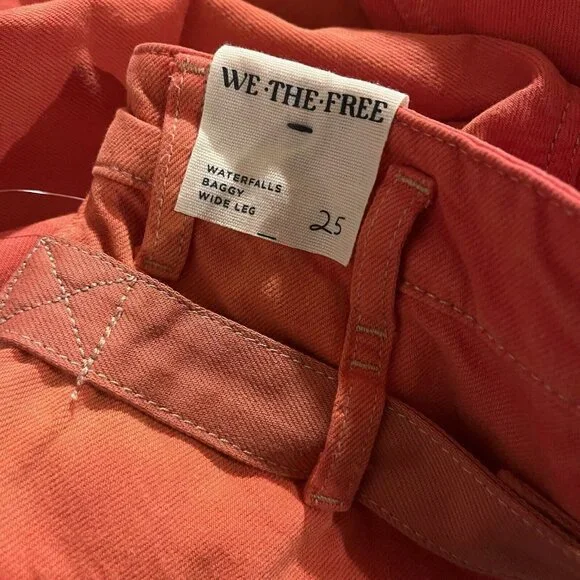 WE·THE·FREE
WATERFALLS
BAGGY
WIDE LEG
25